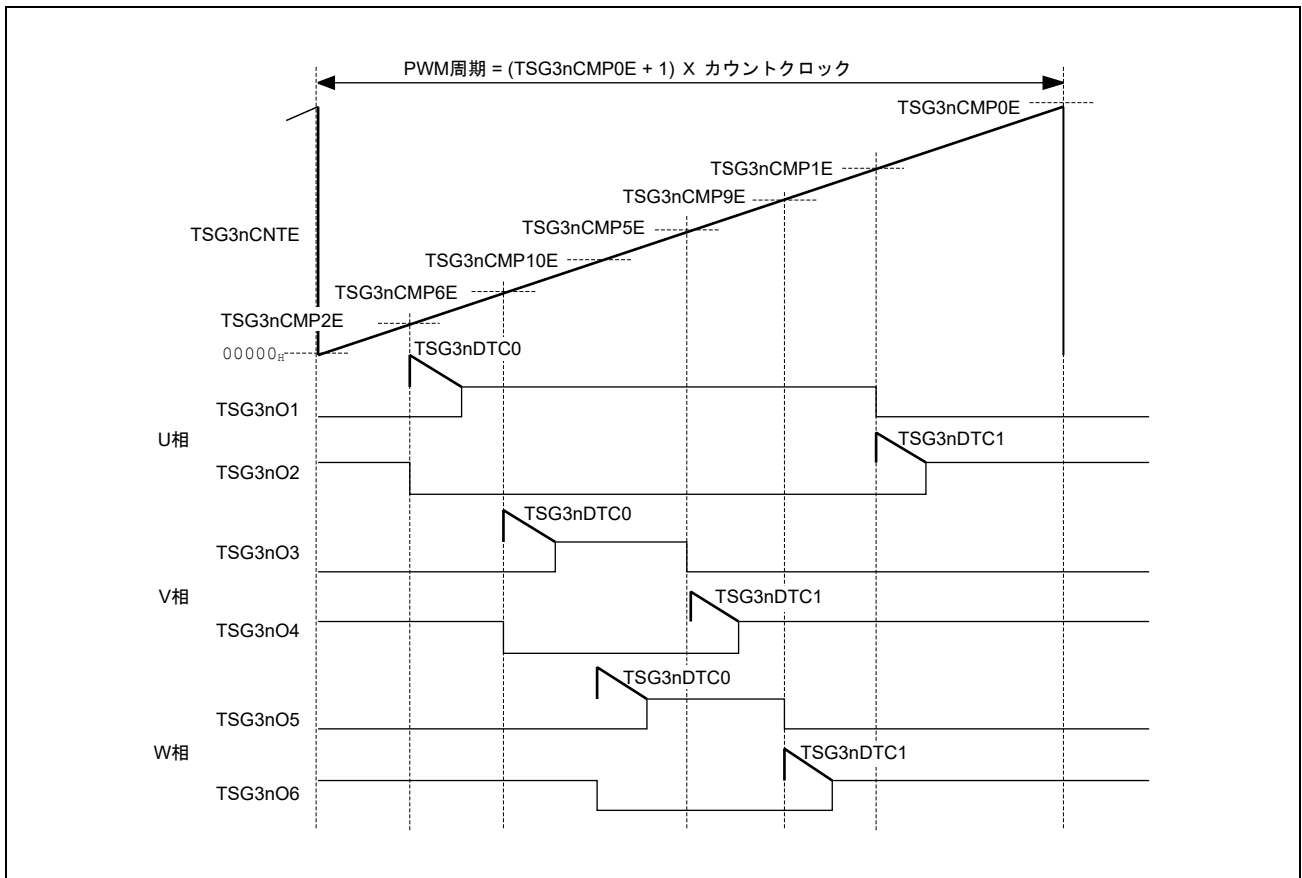 PWM周期 = (TSG3nCMP0E + 1) X カウントクロック
TSG3nCMP0E
TSG3nCMP1E
TSG3nCMP9E
TSG3nCMP5E
TSG3nCNTE
TSG3nCMP10E
TSG3nCMP6E
TSG3nCMP2E
00000H
TSG3nDTC0
TSG3nO1
U相
TSG3nDTC1
TSG3nO2
TSG3nDTC0
TSG3nO3
V相
TSG3nDTC1
TSG3nO4
TSG3nDTC0
TSG3nO5
W相
TSG3nDTC1
TSG3nO6